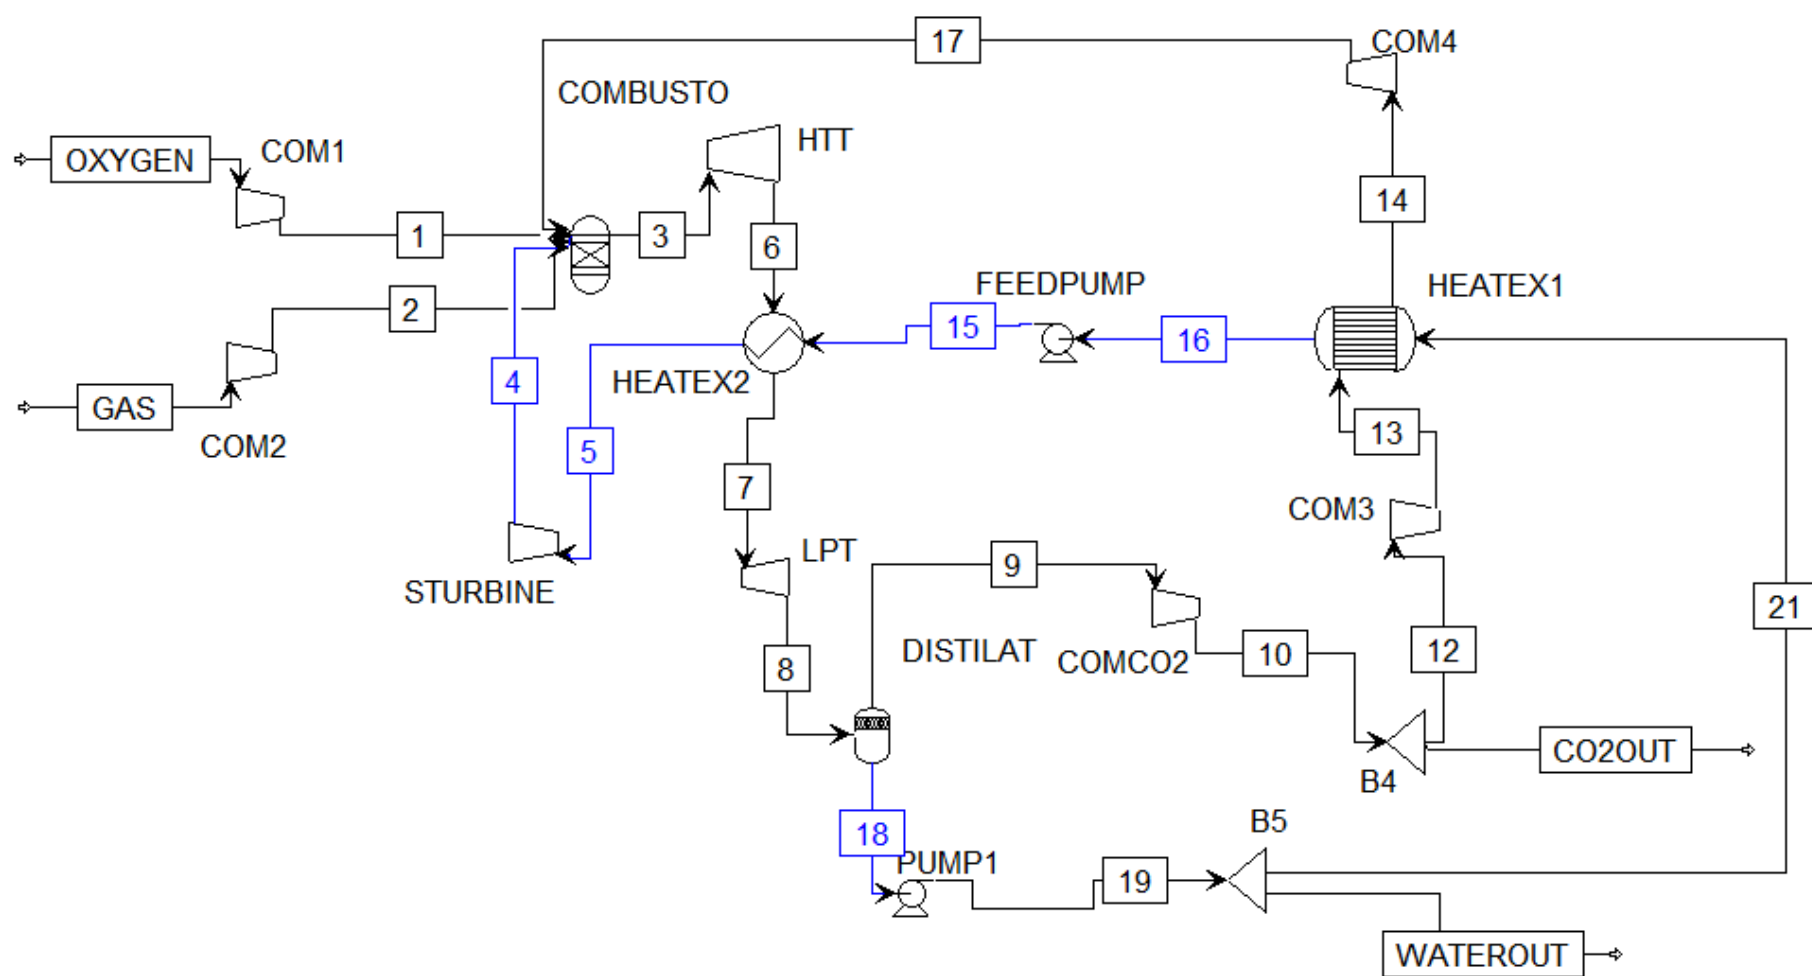 17
COM4
COMBUSTO
HTT
OXYGEN
COM1
14
1
3
6
FEEDPUMP
HEATEX1
2
15
16
4
HEATEX2
GAS
COM2
5
13
7
COM3
LPT
9
STURBINE
21
DISTILAT
COMCO2
10
12
8
CO2OUT
B4
B5
18
PUMP1
19
WATEROUT